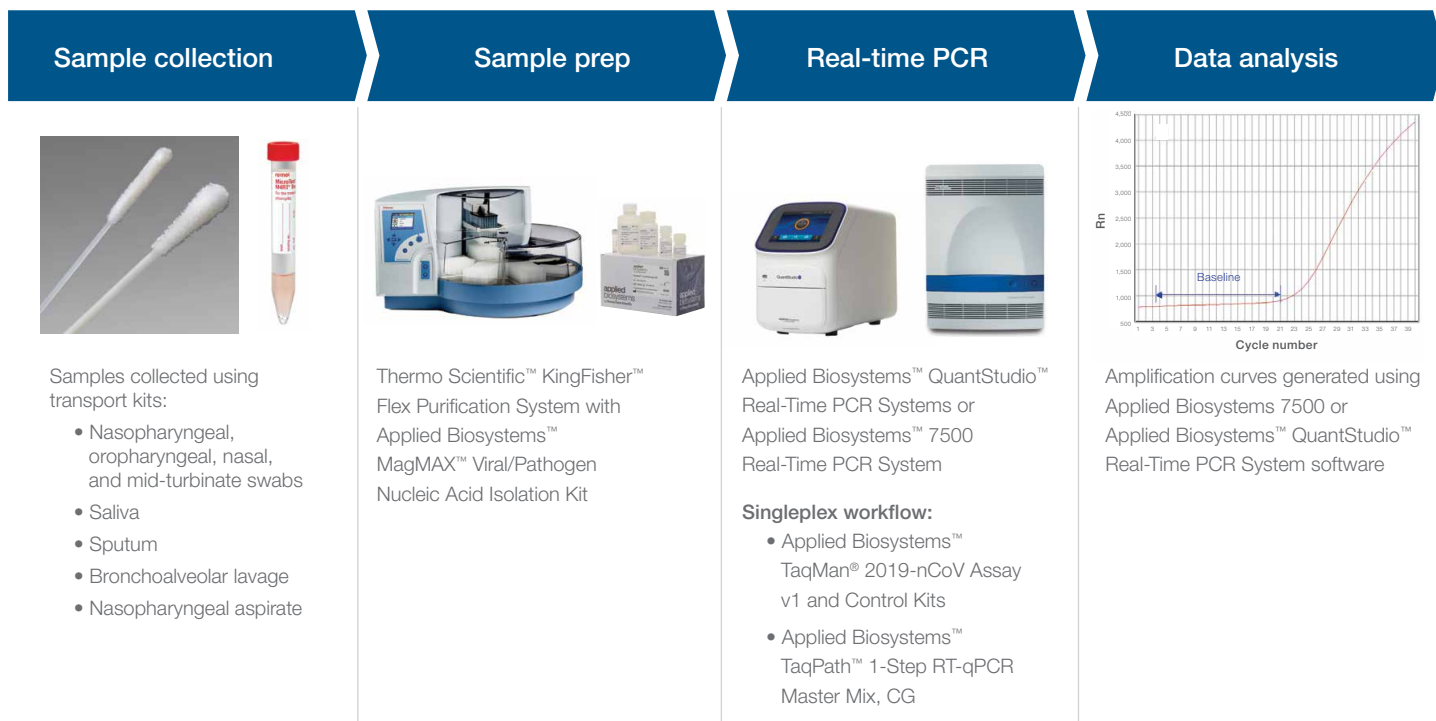 Sample collection
Sample prep
Real-time PCR
Data analysis
remel
MicroTest
M4RT®
applied
biosystems
QuantStudio
4,500
4,000
3,500
3,000
2,500
2,000
1,500
1,000
500
Rn
Baseline
1 3 5 7 9 11 13 15 17 19 21 23 25 27 29 31 33 35 37 39
Cycle number
Samples collected using
transport kits:
• Nasopharyngeal,
oropharyngeal, nasal,
and mid-turbinate swabs
• Saliva
• Sputum
• Bronchoalveolar lavage
• Nasopharyngeal aspirate
Thermo Scientific™ KingFisher™
Flex Purification System with
Applied Biosystems™
MagMAX™ Viral/Pathogen
Nucleic Acid Isolation Kit
Applied Biosystems™ QuantStudio™
Real-Time PCR Systems or
Applied Biosystems™ 7500
Real-Time PCR System
Singleplex workflow:
• Applied Biosystems™
TaqMan® 2019-nCoV Assay
v1 and Control Kits
• Applied Biosystems™
TaqPath™ 1-Step RT-qPCR
Master Mix, CG
Amplification curves generated using
Applied Biosystems 7500 or
Applied Biosystems™ QuantStudio™
Real-Time PCR System software